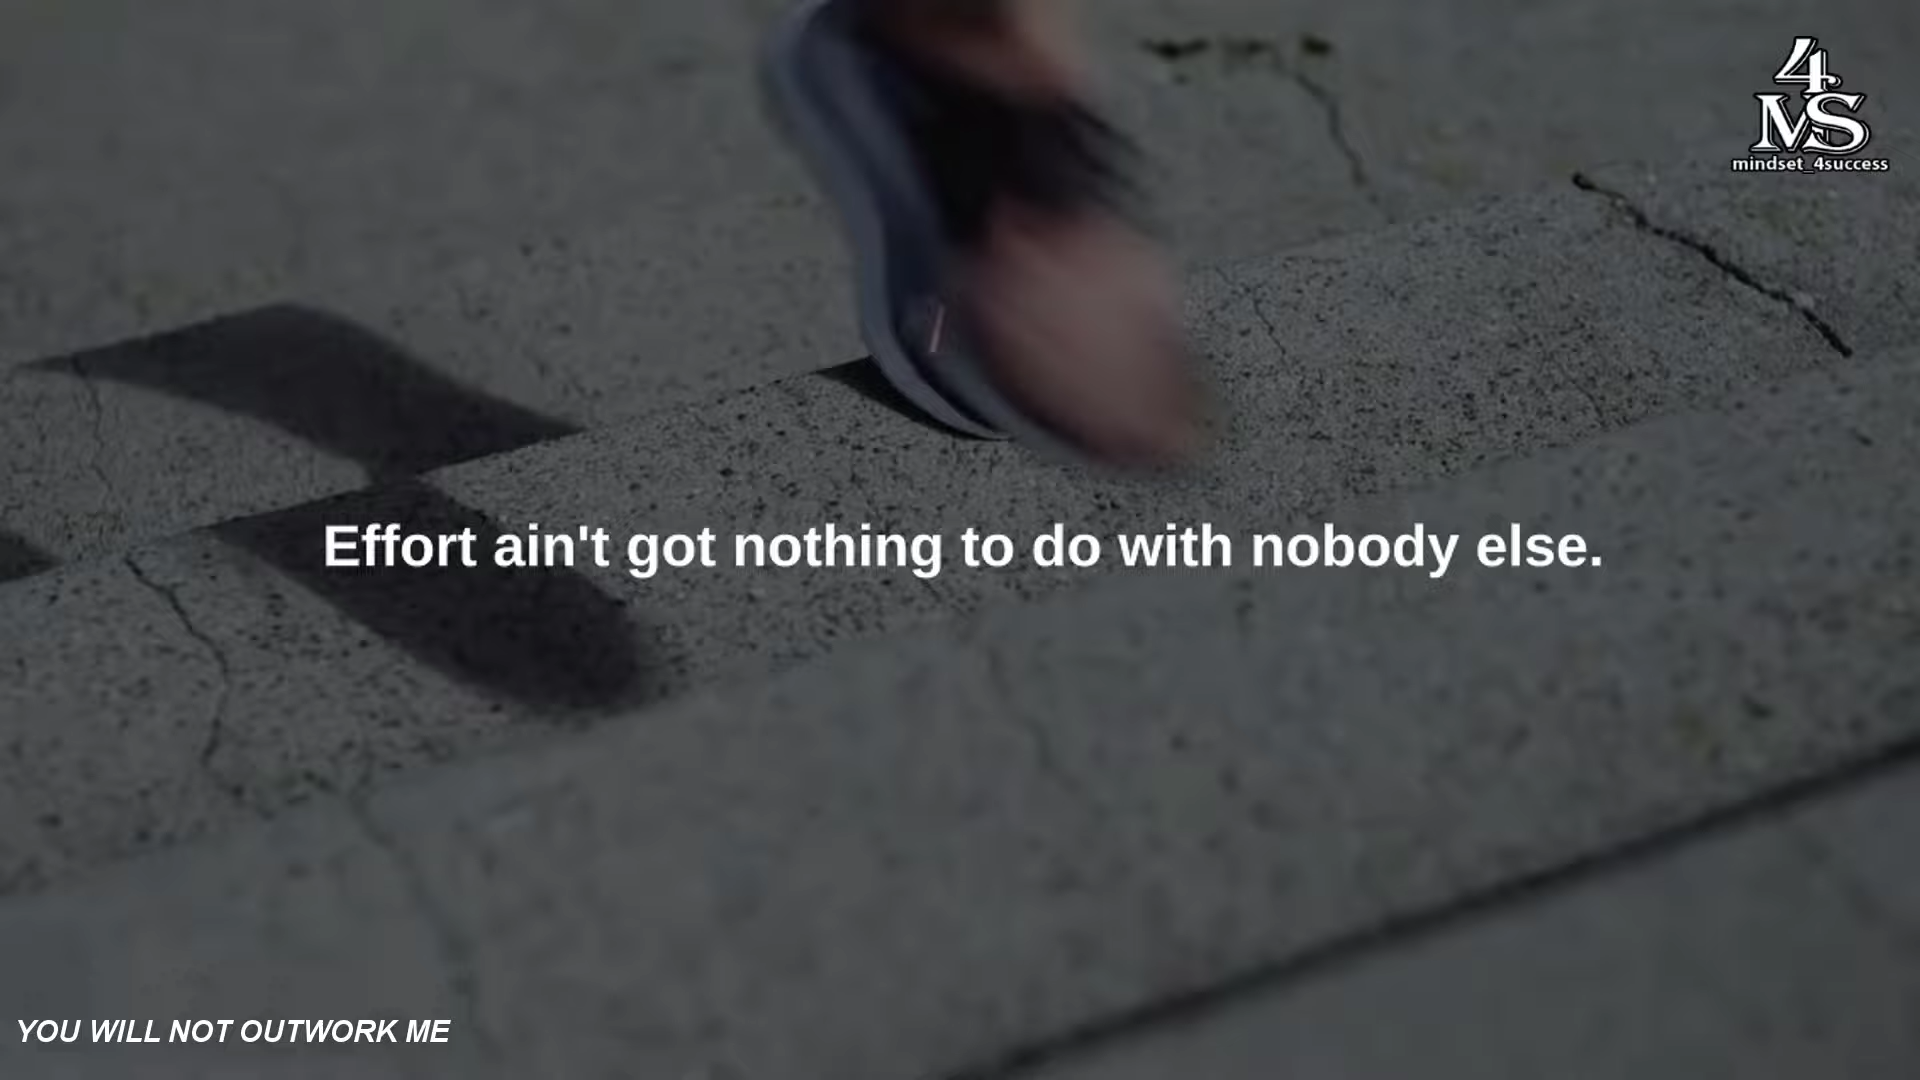 4
MS
mindset_4success
Effort ain't got nothing to do with nobody else.
YOU WILL NOT OUTWORK ME